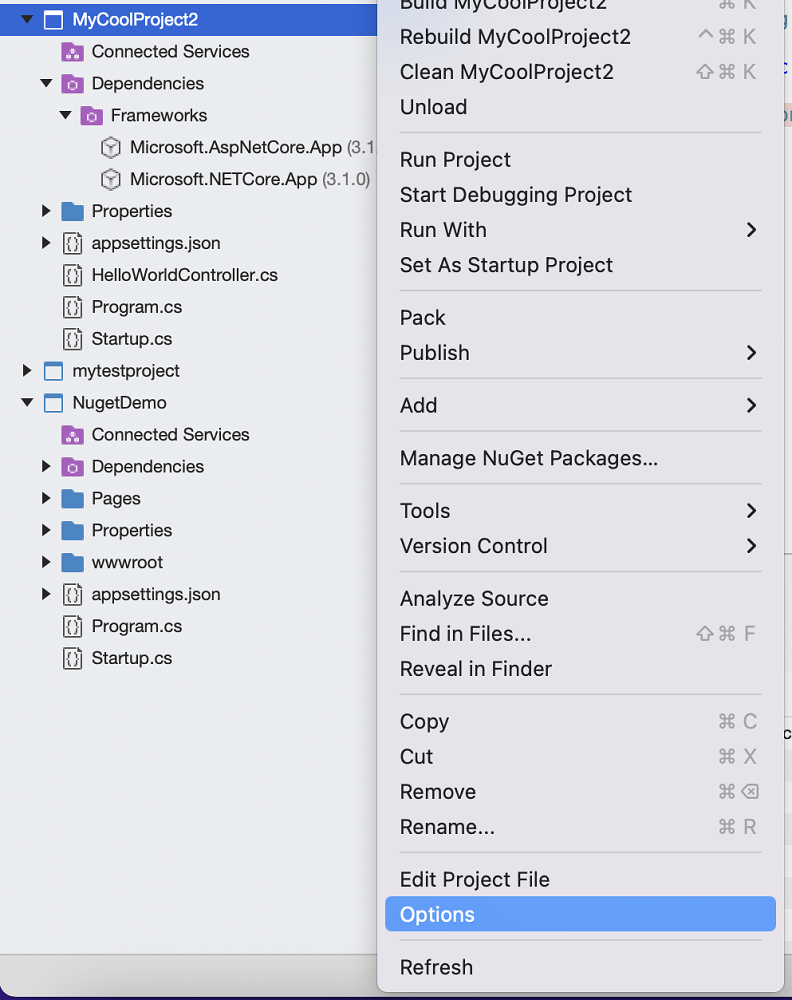 MyCoolProject2
Connected Services
Dependencies
Frameworks
Microsoft.AspNetCore.App (3.1
Microsoft.NETCore.App (3.1.0)
Properties
appsettings.json
HelloWorldController.cs
Program.cs
Startup.cs
mytestproject
NugetDemo
Connected Services
Dependencies
Pages
Properties
wwwroot
appsettings.json
Program.cs
Startup.cs
Build MyCoolProject2 ⌘ K
Rebuild MyCoolProject2 ^⌘ K
Clean MyCoolProject2 ⇧⌘ K
Unload
Run Project
Start Debugging Project
Run With
Set As Startup Project
Pack
Publish
Add
Manage NuGet Packages...
Tools
Version Control
Analyze Source
Find in Files... ⇧⌘ F
Reveal in Finder
Copy ⌘ C
Cut ⌘ X
Remove ⌘⌫
Rename... ⌘ R
Edit Project File
Options
Refresh